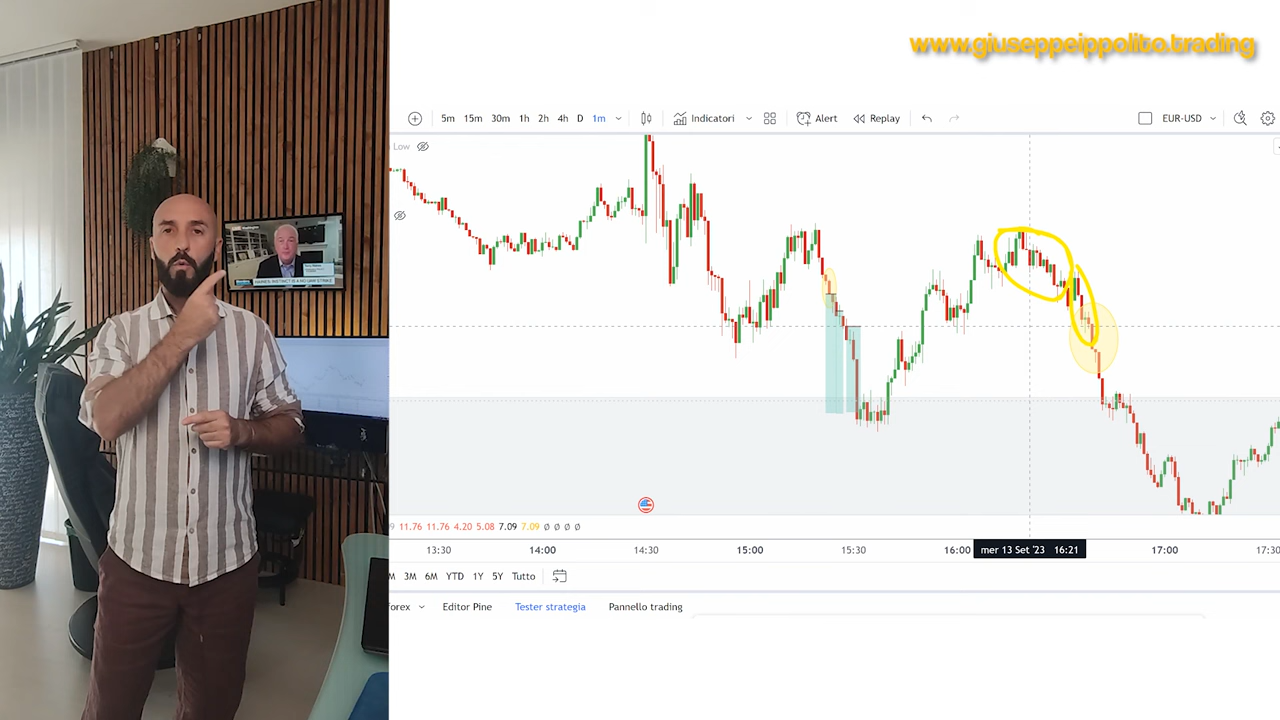 www.giuseppeippolito.trading
5m 15m 30m 1h 2h 4h D 1m Indicatori Alert Replay EUR-USD
Low
11.76 11.76 4.20 5.08 7.09 7.09 Ø Ø Ø Ø
13:30 14:00 14:30 15:00 15:30 16:00 mer 13 Set '23 16:21 17:00 17:30
3M 6M YTD 1Y 5Y Tutto
Editor Pine Tester strategia Pannello trading